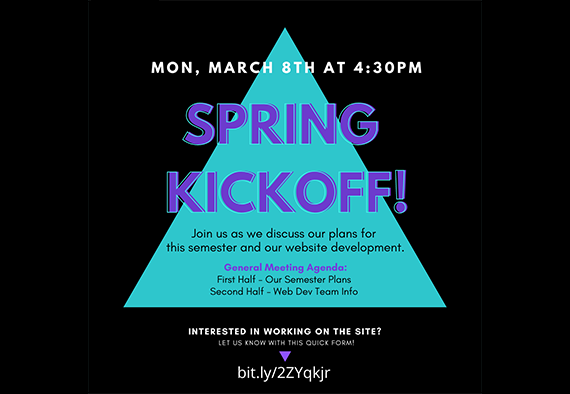 MON, MARCH 8TH AT 4:30PM
SPRING
KICKOFF!
Join us as we discuss our plans for
this semester and our website development.
General Meeting Agenda:
First Half - Our Semester Plans
Second Half - Web Dev Team Info
INTERESTED IN WORKING ON THE SITE?
LET US KNOW WITH THIS QUICK FORM!
bit.ly/2ZYqkjr